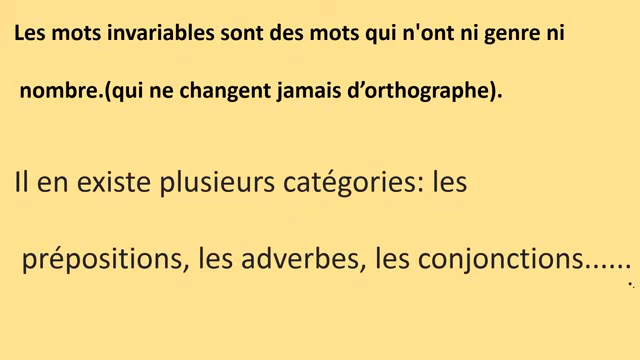 Les mots invariables sont des mots qui n'ont ni genre ni
nombre.(qui ne changent jamais d’orthographe).
Il en existe plusieurs catégories: les
prépositions, les adverbes, les conjonctions......